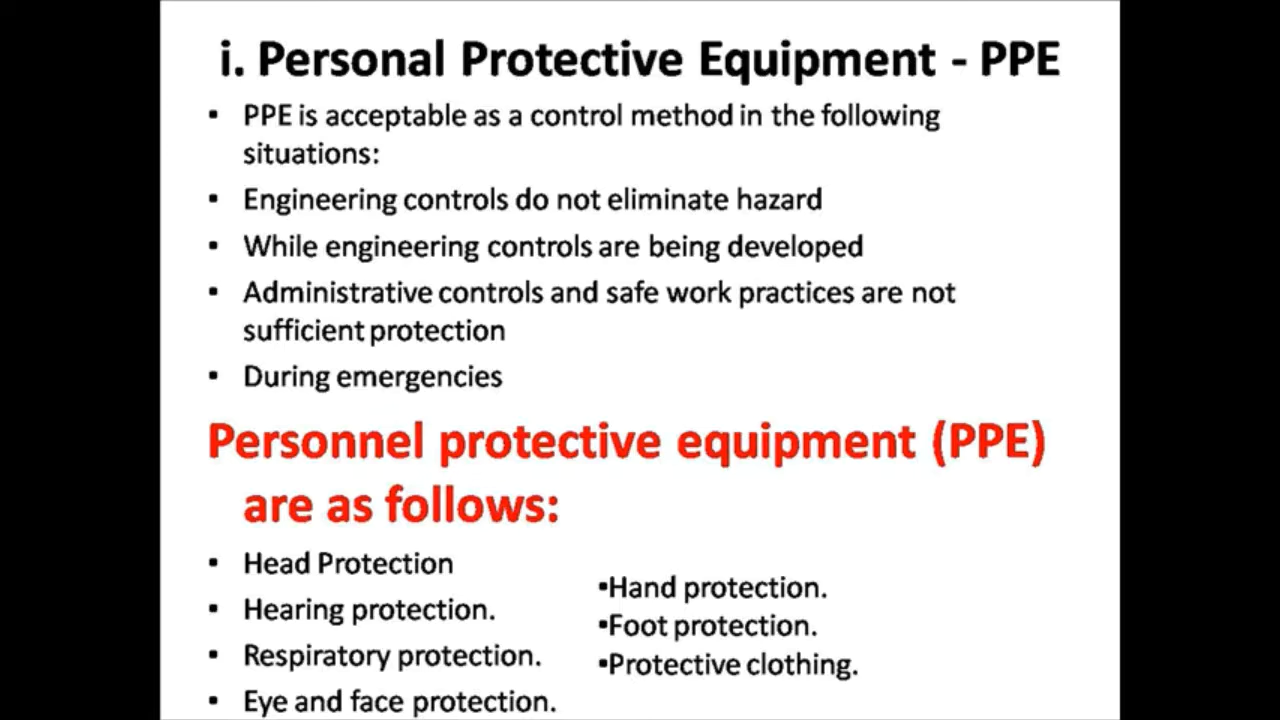 i. Personal Protective Equipment - PPE
▪ PPE is acceptable as a control method in the following
situations:
▪ Engineering controls do not eliminate hazard
▪ While engineering controls are being developed
▪ Administrative controls and safe work practices are not
sufficient protection
▪ During emergencies
Personnel protective equipment (PPE)
are as follows:
▪ Head Protection
▪ Hearing protection.
▪ Respiratory protection.
▪ Eye and face protection.
▪Hand protection.
▪Foot protection.
▪Protective clothing.